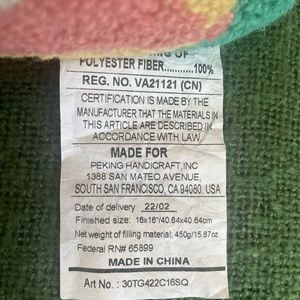 OF
POLYESTER FIBER...........100%
REG. NO. VA21121 (CN)
CERTIFICATION IS MADE BY THE
MANUFACTURER THAT THE MATERIALS IN
THIS ARTICLE ARE DESCRIBED IN
ACCORDANCE WITH LAW
MADE FOR
PEKING HANDICRAFT,INC
1388 SAN MATEO AVENUE,
SOUTH SAN FRANCISCO, CA.94080. USA
Date of delivery 22/02
Finished size: 16x16"/40.64x40.64cm
Net weight of filling material: 450g/15.87oz
Federal RN# 65899
MADE IN CHINA
Art No. : 30TG422C16SQ